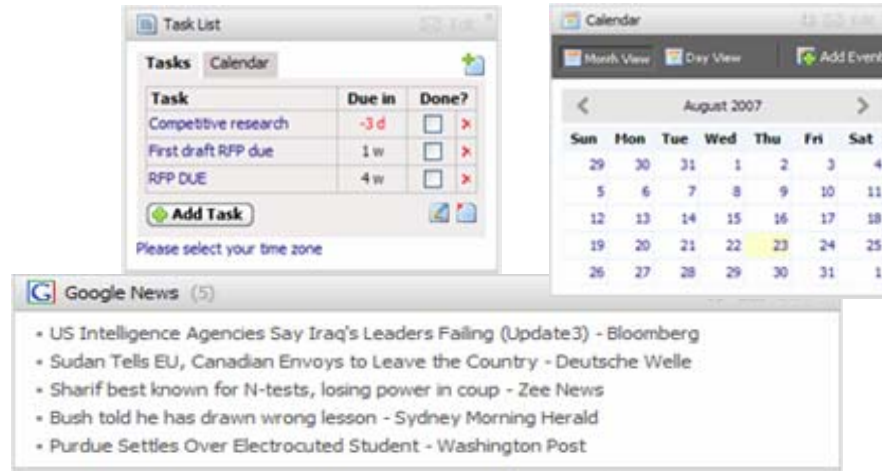 Task List
Edit
Tasks Calendar
Task Due in Done?
Competitive research -3 d
First draft RFP due 1 w
RFP DUE 4 w
Add Task
Please select your time zone
Calendar
Edit
Month View Day View Add Event
August 2007
Sun Mon Tue Wed Thu Fri Sat
29 30 31 1 2 3 4
5 6 7 8 9 10 11
12 13 14 15 16 17 18
19 20 21 22 23 24 25
26 27 28 29 30 31 1
G Google News (5)
• US Intelligence Agencies Say Iraq's Leaders Failing (Update3) - Bloomberg
• Sudan Tells EU, Canadian Envoys to Leave the Country - Deutsche Welle
• Sharif best known for N-tests, losing power in coup - Zee News
• Bush told he has drawn wrong lesson - Sydney Morning Herald
• Purdue Settles Over Electrocuted Student - Washington Post